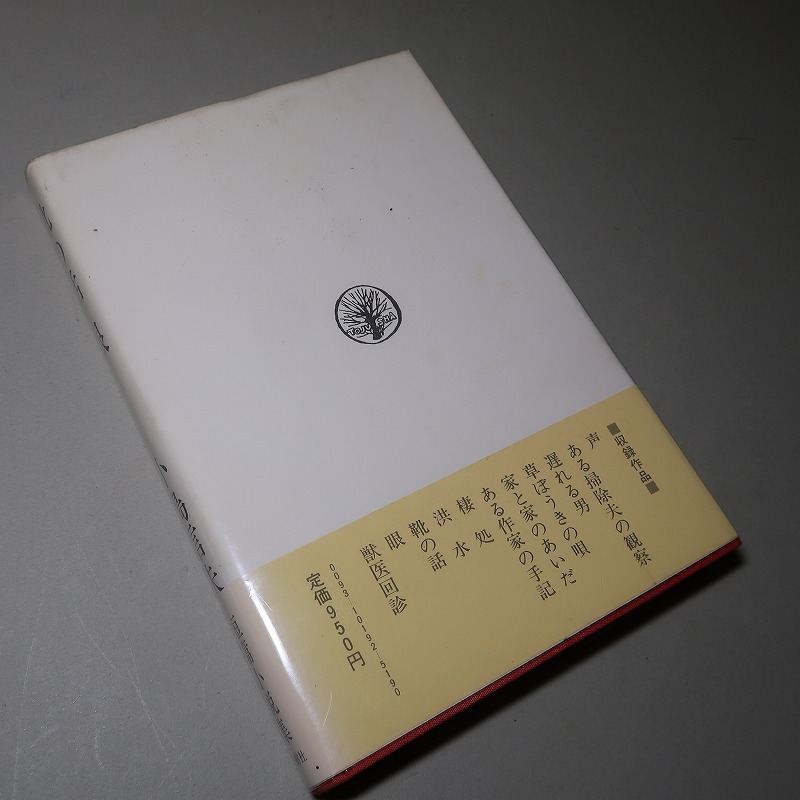 ■収録作品■
声
ある掃除夫の観察
遅れる男
草ぼうきの唄
家と家のあいだ
ある作家の手記
棲処
洪水
靴の話
眼
獣医回診
0093-10192-5190
定価950円